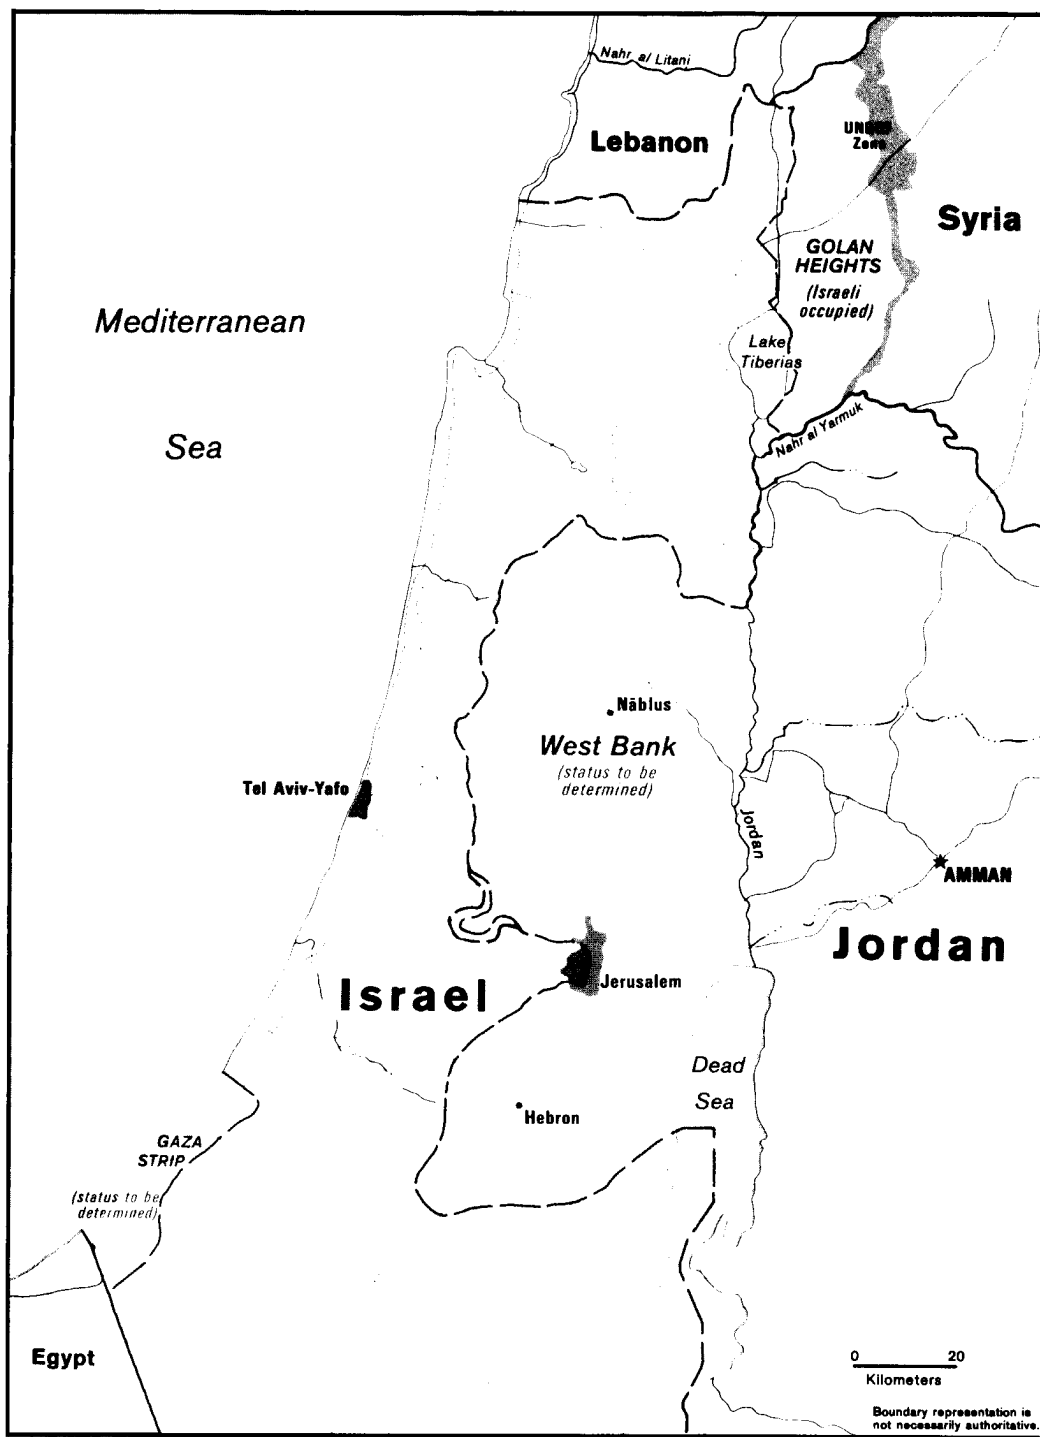 Nahr al Litani
Lebanon
Zone
Syria
GOLAN
HEIGHTS
(Israeli
occupied)
Mediterranean
Sea
Lake
Tiberias
Nahr al Yarmuk
Nāblus
West Bank
(status to be
determined)
Tel Aviv-Yafo
Jordan
AMMAN
Jordan
Israel
Jerusalem
Dead
Sea
Hebron
GAZA
STRIP
(status to be
determined)
Egypt
0 20
Kilometers
Boundary representation is
not necessarily authoritative.